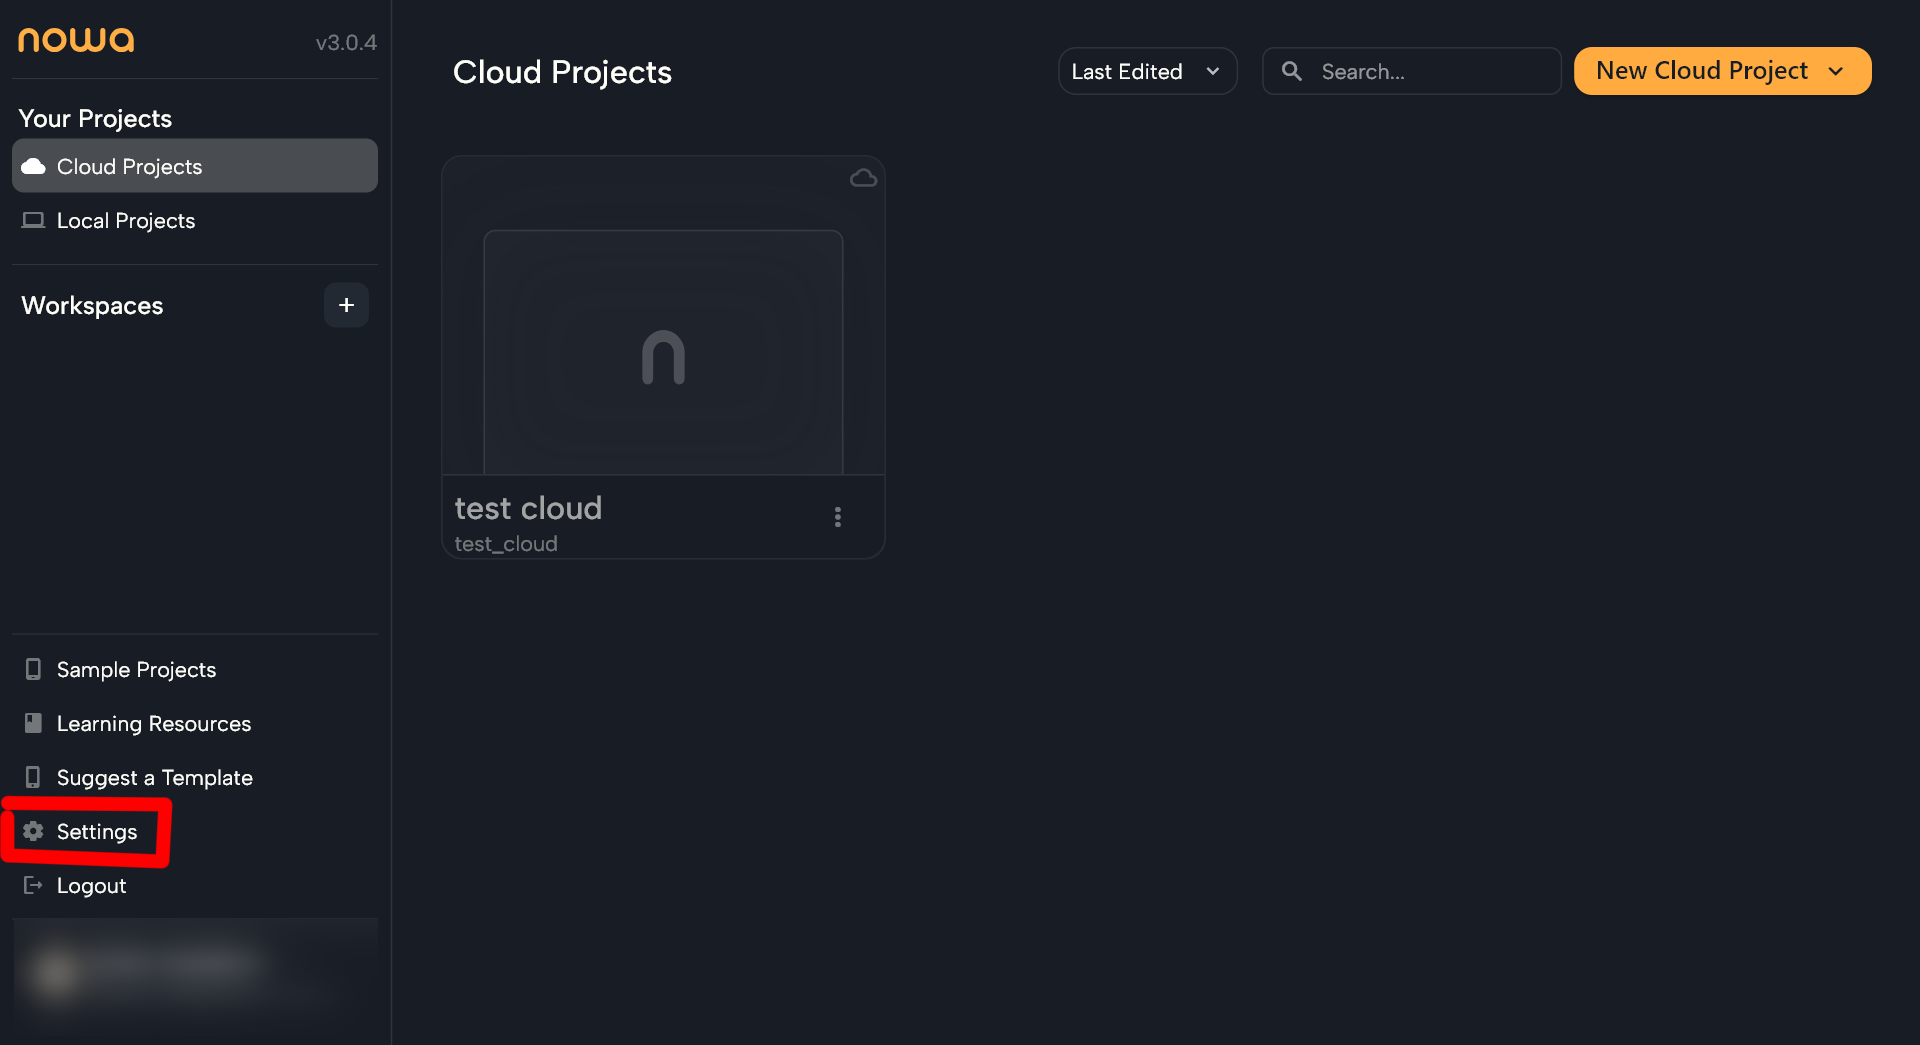 nowa
v3.0.4
Your Projects
Cloud Projects
Local Projects
Workspaces
+
Sample Projects
Learning Resources
Suggest a Template
Settings
Logout
Cloud Projects
Last Edited
Search...
New Cloud Project
n
test cloud
test_cloud